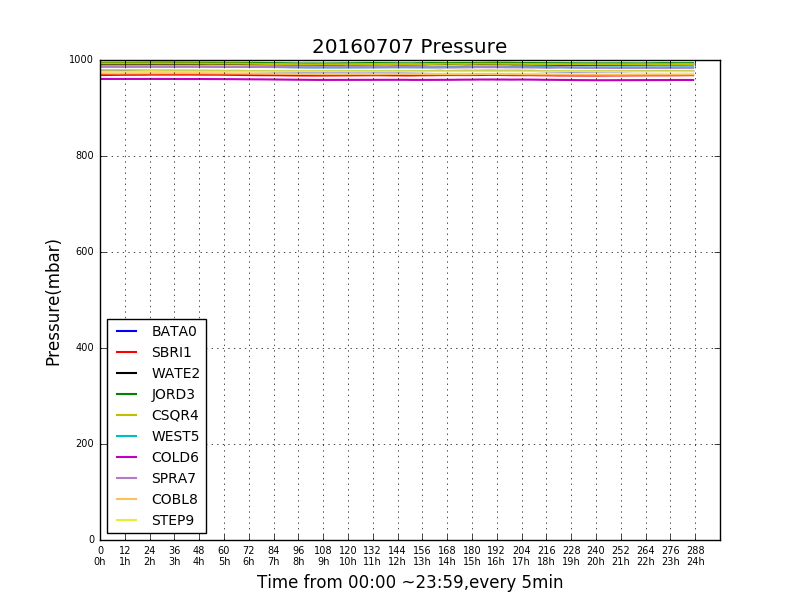 20160707 Pressure
1000
800
600
400
200
0
Pressure(mbar)
BATA0
SBRI1
WATE2
JORD3
CSQR4
WEST5
COLD6
SPRA7
COBL8
STEP9
0 12 24 36 48 60 72 84 96 108 120 132 144 156 168 180 192 204 216 228 240 252 264 276 288
0h 1h 2h 3h 4h 5h 6h 7h 8h 9h 10h 11h 12h 13h 14h 15h 16h 17h 18h 19h 20h 21h 22h 23h 24h
Time from 00:00 ~23:59,every 5min